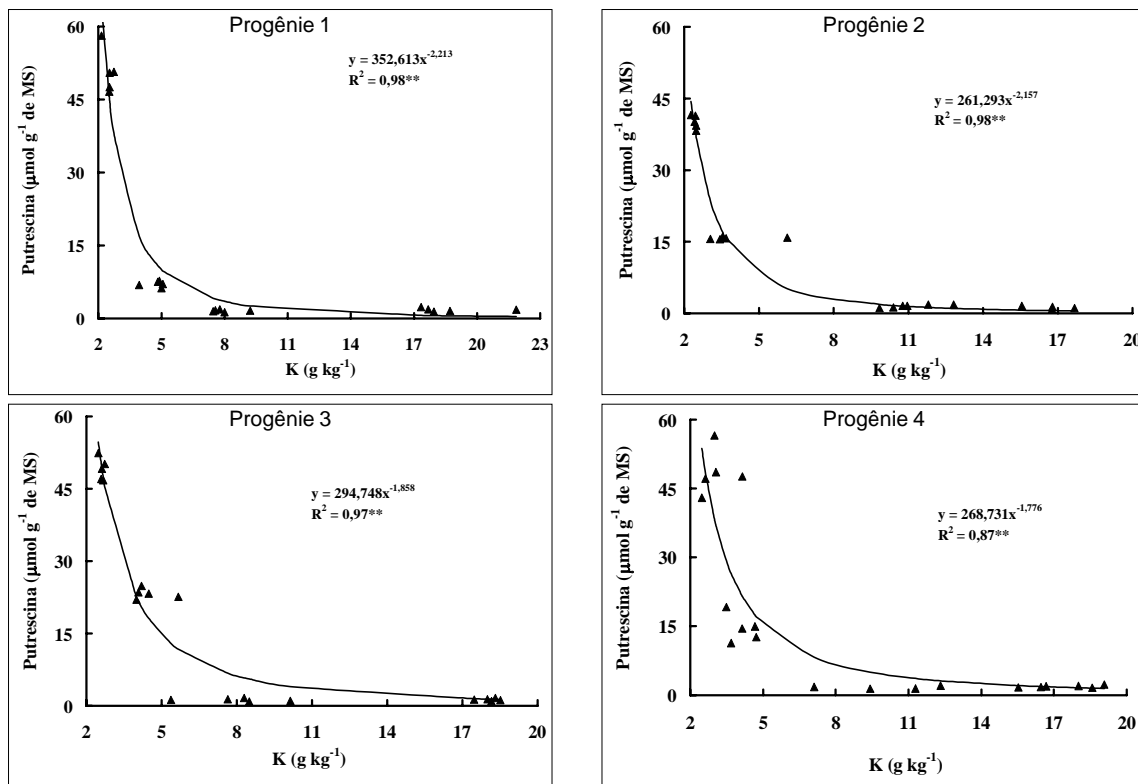 Progênie 1
y = 352,613x^-2,213
R² = 0,98**
Putrescina (µmol g⁻¹ de MS)
60
45
30
15
0
2 5 8 11 14 17 20 23
K (g kg⁻¹)
Progênie 2
y = 261,293x^-2,157
R² = 0,98**
Putrescina (µmol g⁻¹ de MS)
60
45
30
15
0
2 5 8 11 14 17 20
K (g kg⁻¹)
Progênie 3
y = 294,748x^-1,858
R² = 0,97**
Putrescina (µmol g⁻¹ de MS)
60
45
30
15
0
2 5 8 11 14 17 20
K (g kg⁻¹)
Progênie 4
y = 268,731x^-1,776
R² = 0,87**
Putrescina (µmol g⁻¹ de MS)
60
45
30
15
0
2 5 8 11 14 17 20
K (g kg⁻¹)